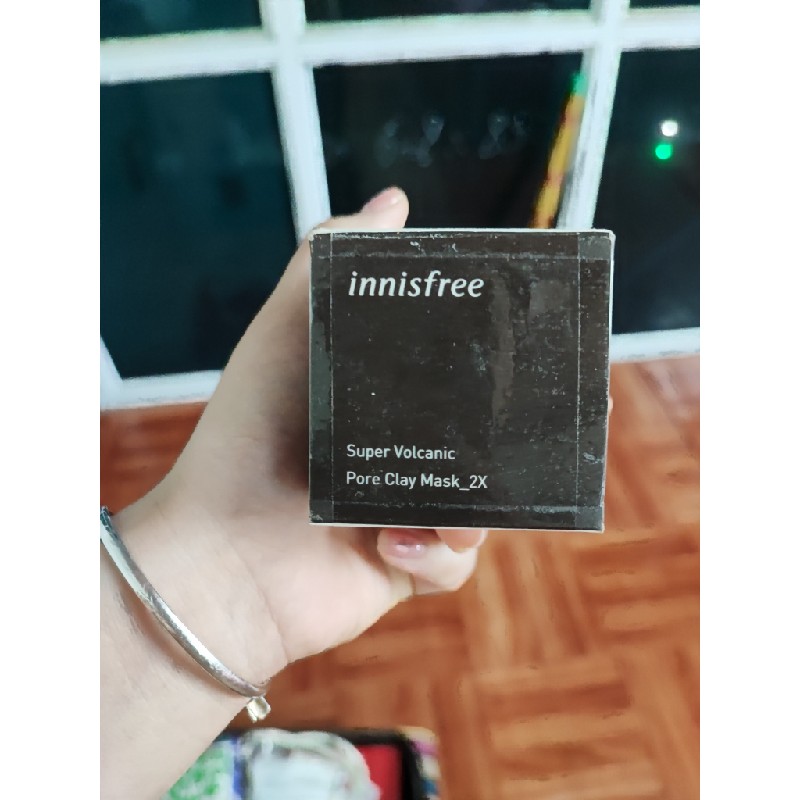 innisfree
Super Volcanic
Pore Clay Mask_2X